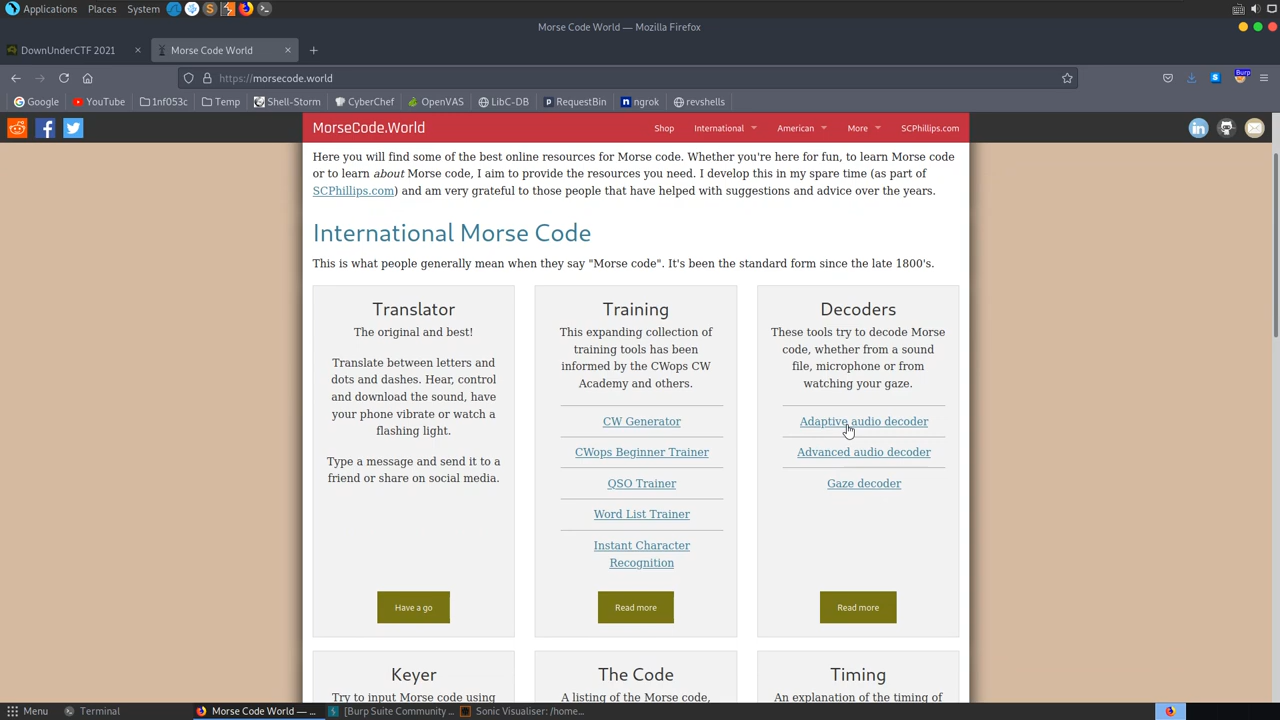 Applications Places System
Morse Code World — Mozilla Firefox
DownUnderCTF 2021 Morse Code World
https://morsecode.world
Burp
Google YouTube 1nf053c Temp Shell-Storm CyberChef OpenVAS LibC-DB RequestBin ngrok revshells
MorseCode.World Shop International American More SCPhillips.com
Here you will find some of the best online resources for Morse code. Whether you're here for fun, to learn Morse code
or to learn about Morse code, I aim to provide the resources you need. I develop this in my spare time (as part of
SCPhillips.com) and am very grateful to those people that have helped with suggestions and advice over the years.
International Morse Code
This is what people generally mean when they say "Morse code". It's been the standard form since the late 1800's.
Translator
The original and best!
Translate between letters and
dots and dashes. Hear, control
and download the sound, have
your phone vibrate or watch a
flashing light.
Type a message and send it to a
friend or share on social media.
Have a go
Training
This expanding collection of
training tools has been
informed by the CWops CW
Academy and others.
CW Generator
CWops Beginner Trainer
QSO Trainer
Word List Trainer
Instant Character
Recognition
Read more
Decoders
These tools try to decode Morse
code, whether from a sound
file, microphone or from
watching your gaze.
Adaptive audio decoder
Advanced audio decoder
Gaze decoder
Read more
Keyer
Try to input Morse code using
The Code
A listing of the Morse code,
Timing
An explanation of the timing of
Menu Terminal Morse Code World — ... [Burp Suite Community ... Sonic Visualiser: /home...